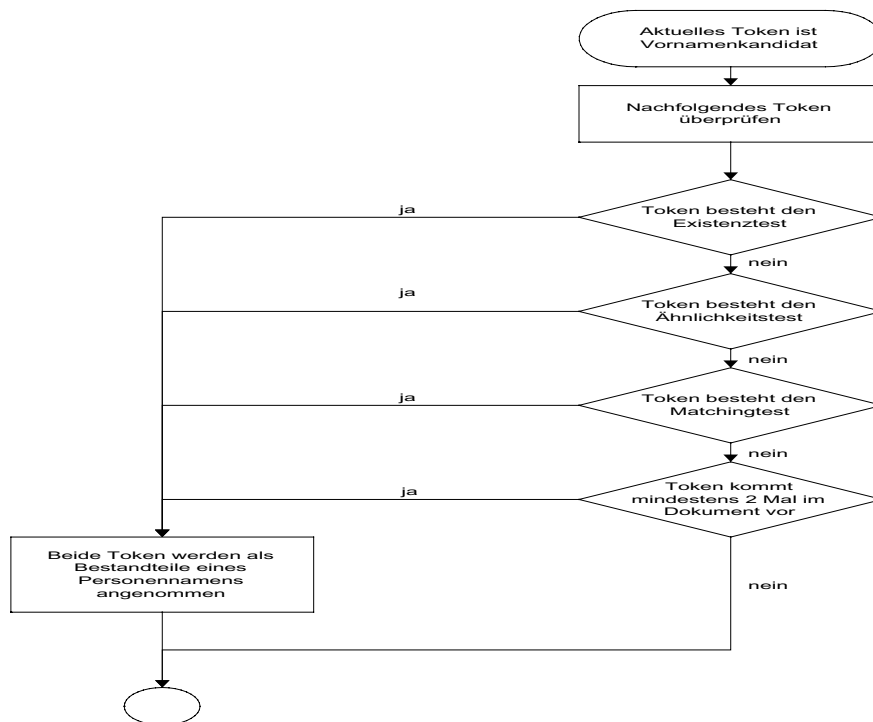 Aktuelles Token ist
Vornamenkandidat
Nachfolgendes Token
überprüfen
Token besteht den
Existenztest
ja
nein
Token besteht den
Ähnlichkeitstest
ja
nein
Token besteht den
Matchingtest
ja
nein
Token kommt
mindestens 2 Mal im
Dokument vor
ja
nein
Beide Token werden als
Bestandteile eines
Personennamens
angenommen